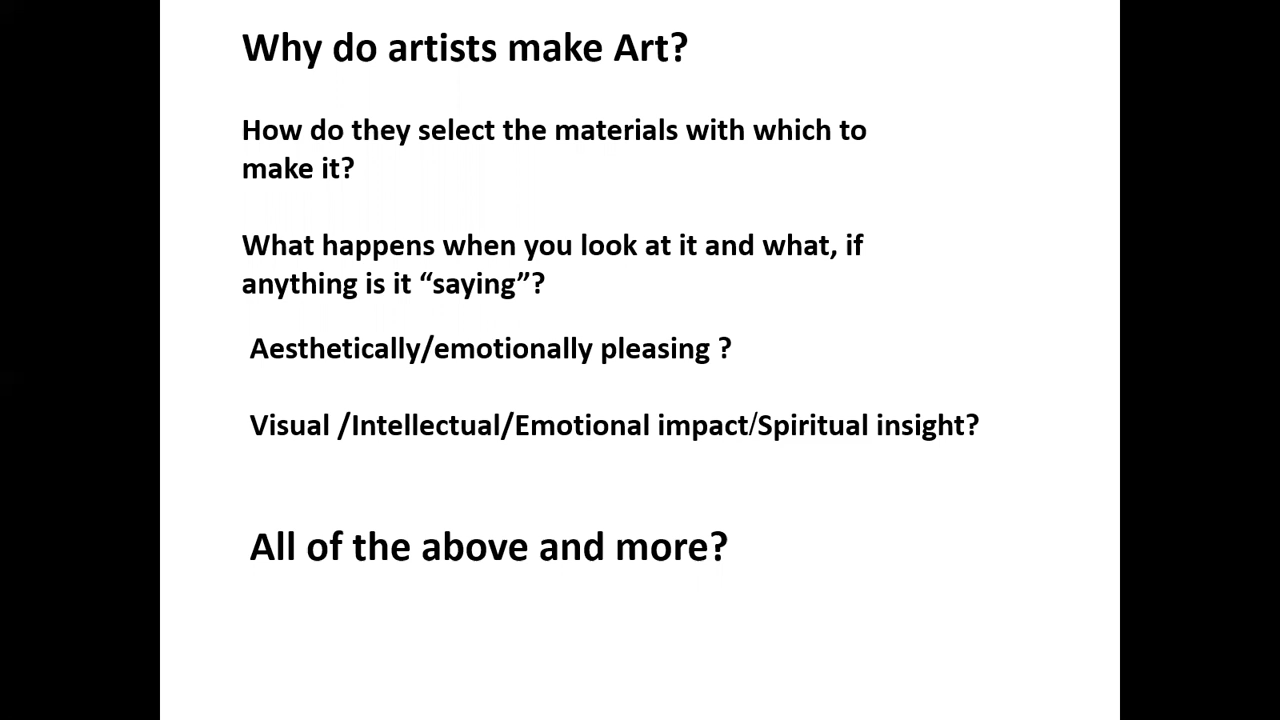 Why do artists make Art?
How do they select the materials with which to
make it?
What happens when you look at it and what, if
anything is it “saying”?
Aesthetically/emotionally pleasing ?
Visual /Intellectual/Emotional impact/Spiritual insight?
All of the above and more?